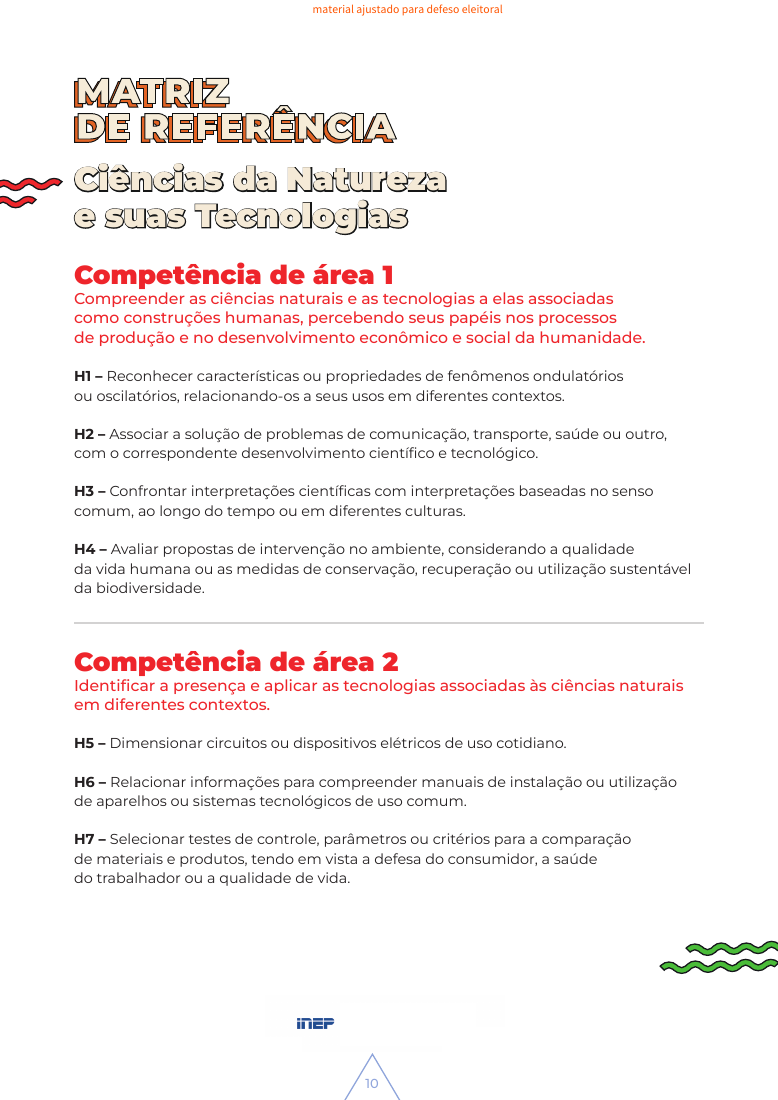 material ajustado para defeso eleitoral
MATRIZ
DE REFERÊNCIA
Ciências da Natureza
e suas Tecnologias
Competência de área 1
Compreender as ciências naturais e as tecnologias a elas associadas
como construções humanas, percebendo seus papéis nos processos
de produção e no desenvolvimento econômico e social da humanidade.
H1 – Reconhecer características ou propriedades de fenômenos ondulatórios
ou oscilatórios, relacionando-os a seus usos em diferentes contextos.
H2 – Associar a solução de problemas de comunicação, transporte, saúde ou outro,
com o correspondente desenvolvimento científico e tecnológico.
H3 – Confrontar interpretações científicas com interpretações baseadas no senso
comum, ao longo do tempo ou em diferentes culturas.
H4 – Avaliar propostas de intervenção no ambiente, considerando a qualidade
da vida humana ou as medidas de conservação, recuperação ou utilização sustentável
da biodiversidade.
Competência de área 2
Identificar a presença e aplicar as tecnologias associadas às ciências naturais
em diferentes contextos.
H5 – Dimensionar circuitos ou dispositivos elétricos de uso cotidiano.
H6 – Relacionar informações para compreender manuais de instalação ou utilização
de aparelhos ou sistemas tecnológicos de uso comum.
H7 – Selecionar testes de controle, parâmetros ou critérios para a comparação
de materiais e produtos, tendo em vista a defesa do consumidor, a saúde
do trabalhador ou a qualidade de vida.
INEP
10